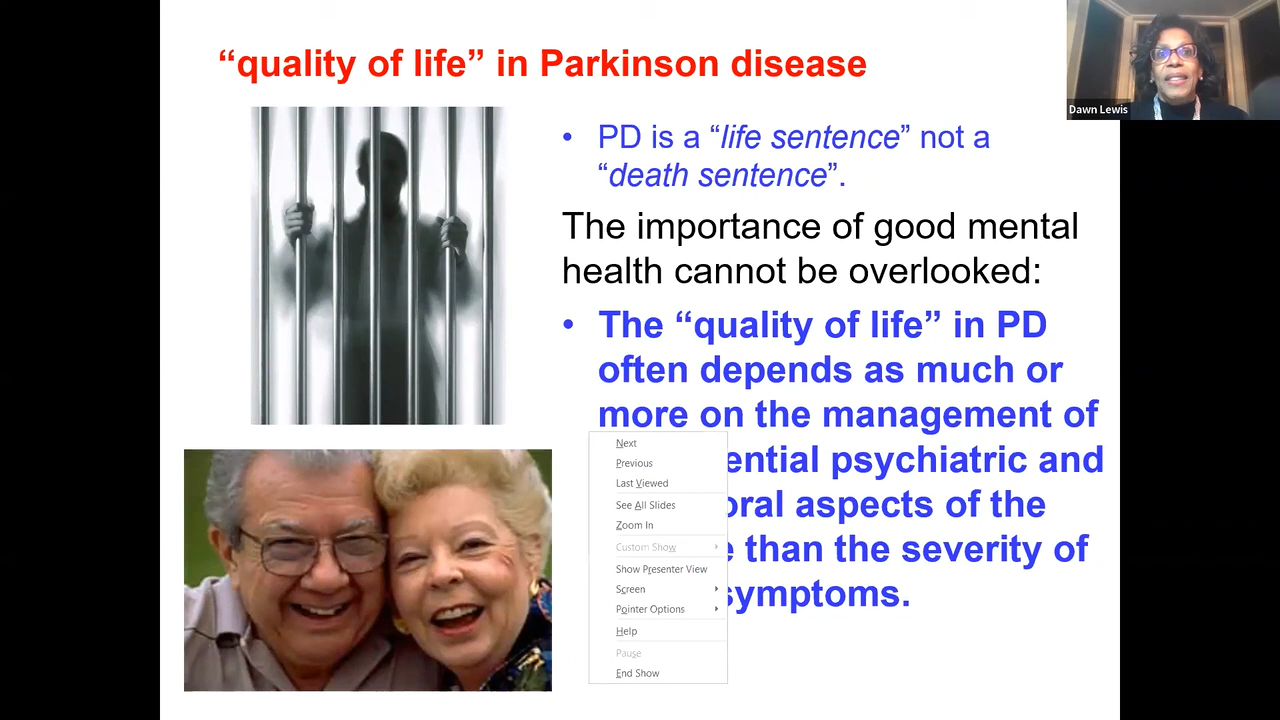 “quality of life” in Parkinson disease
Dawn Lewis
• PD is a “life sentence” not a
“death sentence”.
The importance of good mental
health cannot be overlooked:
• The “quality of life” in PD
often depends as much or
more on the management of
ential psychiatric and
oral aspects of the
e than the severity of
symptoms.
Next
Previous
Last Viewed
See All Slides
Zoom In
Custom Show
Show Presenter View
Screen
Pointer Options
Help
Pause
End Show